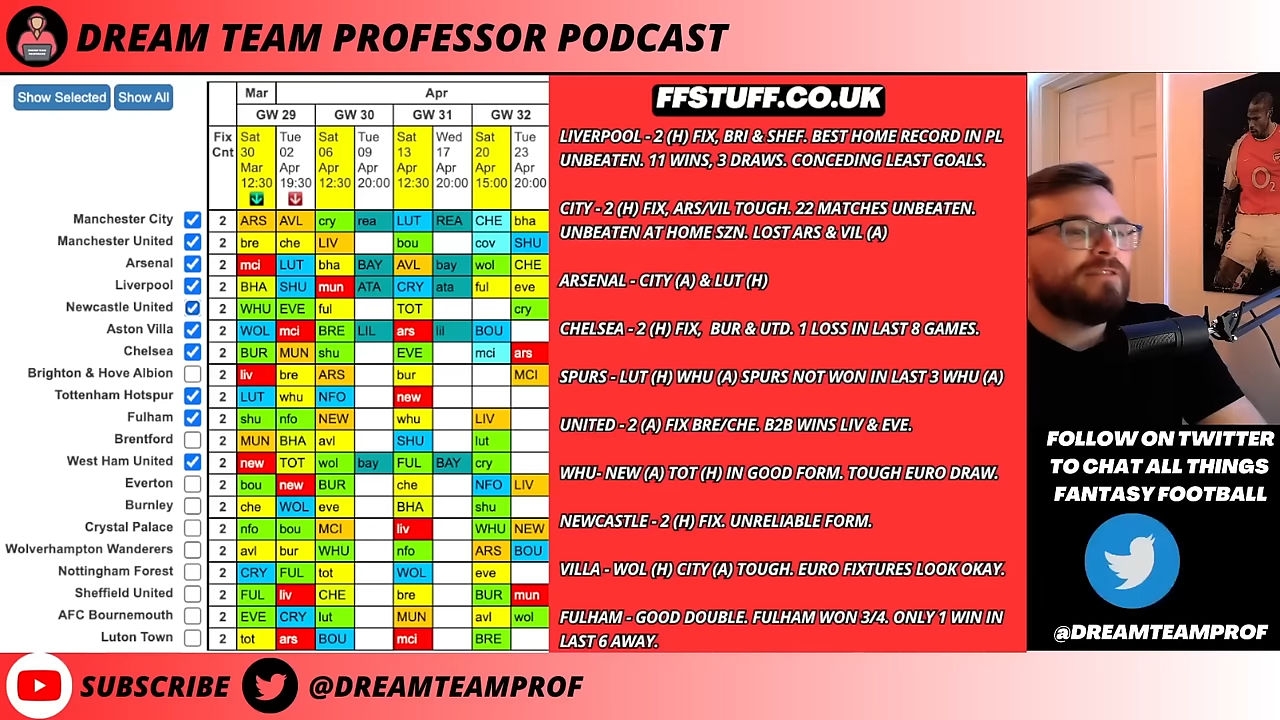 DREAM TEAM PROFESSOR PODCAST
Show Selected Show All
Mar Apr
GW 29 GW 30 GW 31 GW 32
Fix Cnt Sat 30 Mar 12:30 Tue 02 Apr 19:30 Sat 06 Apr 12:30 Tue 09 Apr 20:00 Sat 13 Apr 12:30 Wed 17 Apr 20:00 Sat 20 Apr 15:00 Tue 23 Apr 20:00
Manchester City 2 ARS AVL cry rea LUT REA CHE bha
Manchester United 2 bre che LIV bou cov SHU
Arsenal 2 mci LUT bha BAY AVL bay wol CHE
Liverpool 2 BHA SHU mun ATA CRY ata ful eve
Newcastle United 2 WHU EVE ful TOT cry
Aston Villa 2 WOL mci BRE LIL ars lil BOU
Chelsea 2 BUR MUN shu EVE mci ars
Brighton & Hove Albion 2 liv bre ARS bur MCI
Tottenham Hotspur 2 LUT whu NFO new
Fulham 2 shu nfo NEW whu LIV
Brentford 2 MUN BHA avl SHU lut
West Ham United 2 new TOT wol bay FUL BAY cry
Everton 2 bou new BUR che NFO LIV
Burnley 2 che WOL eve BHA shu
Crystal Palace 2 nfo bou MCI liv WHU NEW
Wolverhampton Wanderers 2 avl bur WHU nfo ARS BOU
Nottingham Forest 2 CRY FUL tot WOL eve
Sheffield United 2 FUL liv CHE bre BUR mun
AFC Bournemouth 2 EVE CRY lut MUN avl wol
Luton Town 2 tot ars BOU mci BRE
FFSTUFF.CO.UK
LIVERPOOL - 2 (H) FIX, BRI & SHEF. BEST HOME RECORD IN PL
UNBEATEN. 11 WINS, 3 DRAWS. CONCEDING LEAST GOALS.
CITY - 2 (H) FIX, ARS/VIL TOUGH. 22 MATCHES UNBEATEN.
UNBEATEN AT HOME SZN. LOST ARS & VIL (A)
ARSENAL - CITY (A) & LUT (H)
CHELSEA - 2 (H) FIX, BUR & UTD. 1 LOSS IN LAST 8 GAMES.
SPURS - LUT (H) WHU (A) SPURS NOT WON IN LAST 3 WHU (A)
UNITED - 2 (A) FIX BRE/CHE. B2B WINS LIV & EVE.
WHU- NEW (A) TOT (H) IN GOOD FORM. TOUGH EURO DRAW.
NEWCASTLE - 2 (H) FIX. UNRELIABLE FORM.
VILLA - WOL (H) CITY (A) TOUGH. EURO FIXTURES LOOK OKAY.
FULHAM - GOOD DOUBLE. FULHAM WON 3/4. ONLY 1 WIN IN
LAST 6 AWAY.
O2
FOLLOW ON TWITTER
TO CHAT ALL THINGS
FANTASY FOOTBALL
@DREAMTEAMPROF
SUBSCRIBE @DREAMTEAMPROF